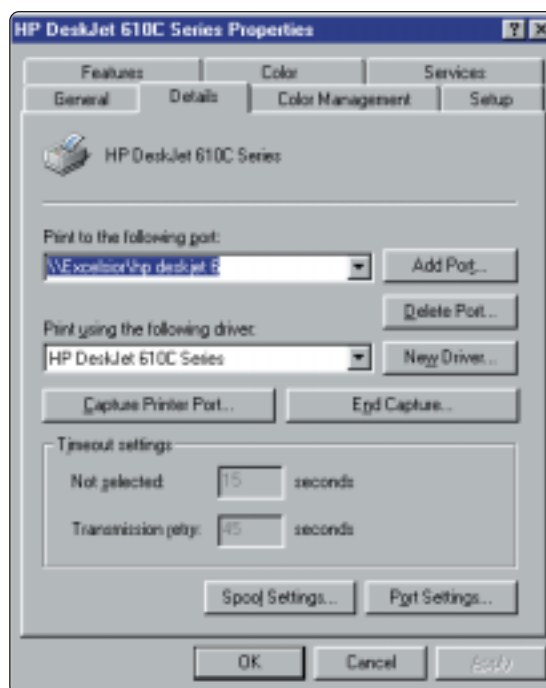 HP DeskJet 610C Series Properties
Features Color Services
General Details Color Management Setup
HP DeskJet 610C Series
Print to the following port:
\\Excelsior\hp deskjet 6
Add Port...
Delete Port...
Print using the following driver:
HP DeskJet 610C Series
New Driver...
Capture Printer Port... End Capture...
Timeout settings
Not selected: 15 seconds
Transmission retry: 45 seconds
Spool Settings... Port Settings...
OK Cancel Apply